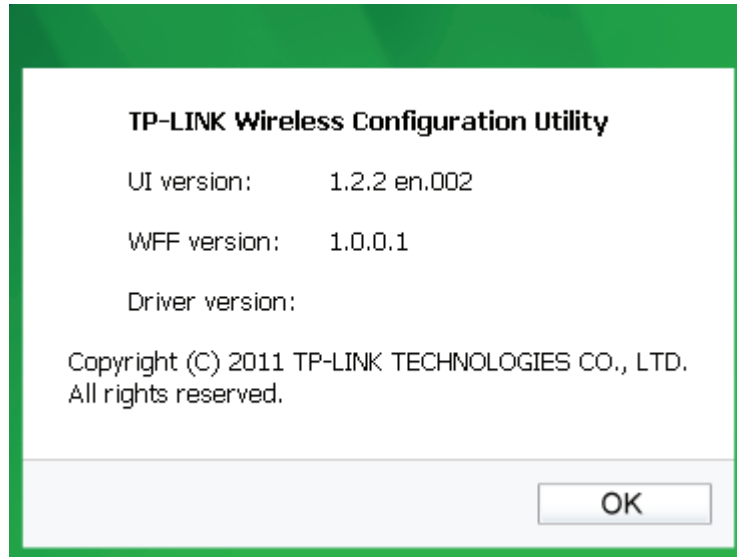 TP-LINK Wireless Configuration Utility
UI version: 1.2.2 en.002
WFF version: 1.0.0.1
Driver version:
Copyright (C) 2011 TP-LINK TECHNOLOGIES CO., LTD.
All rights reserved.
OK